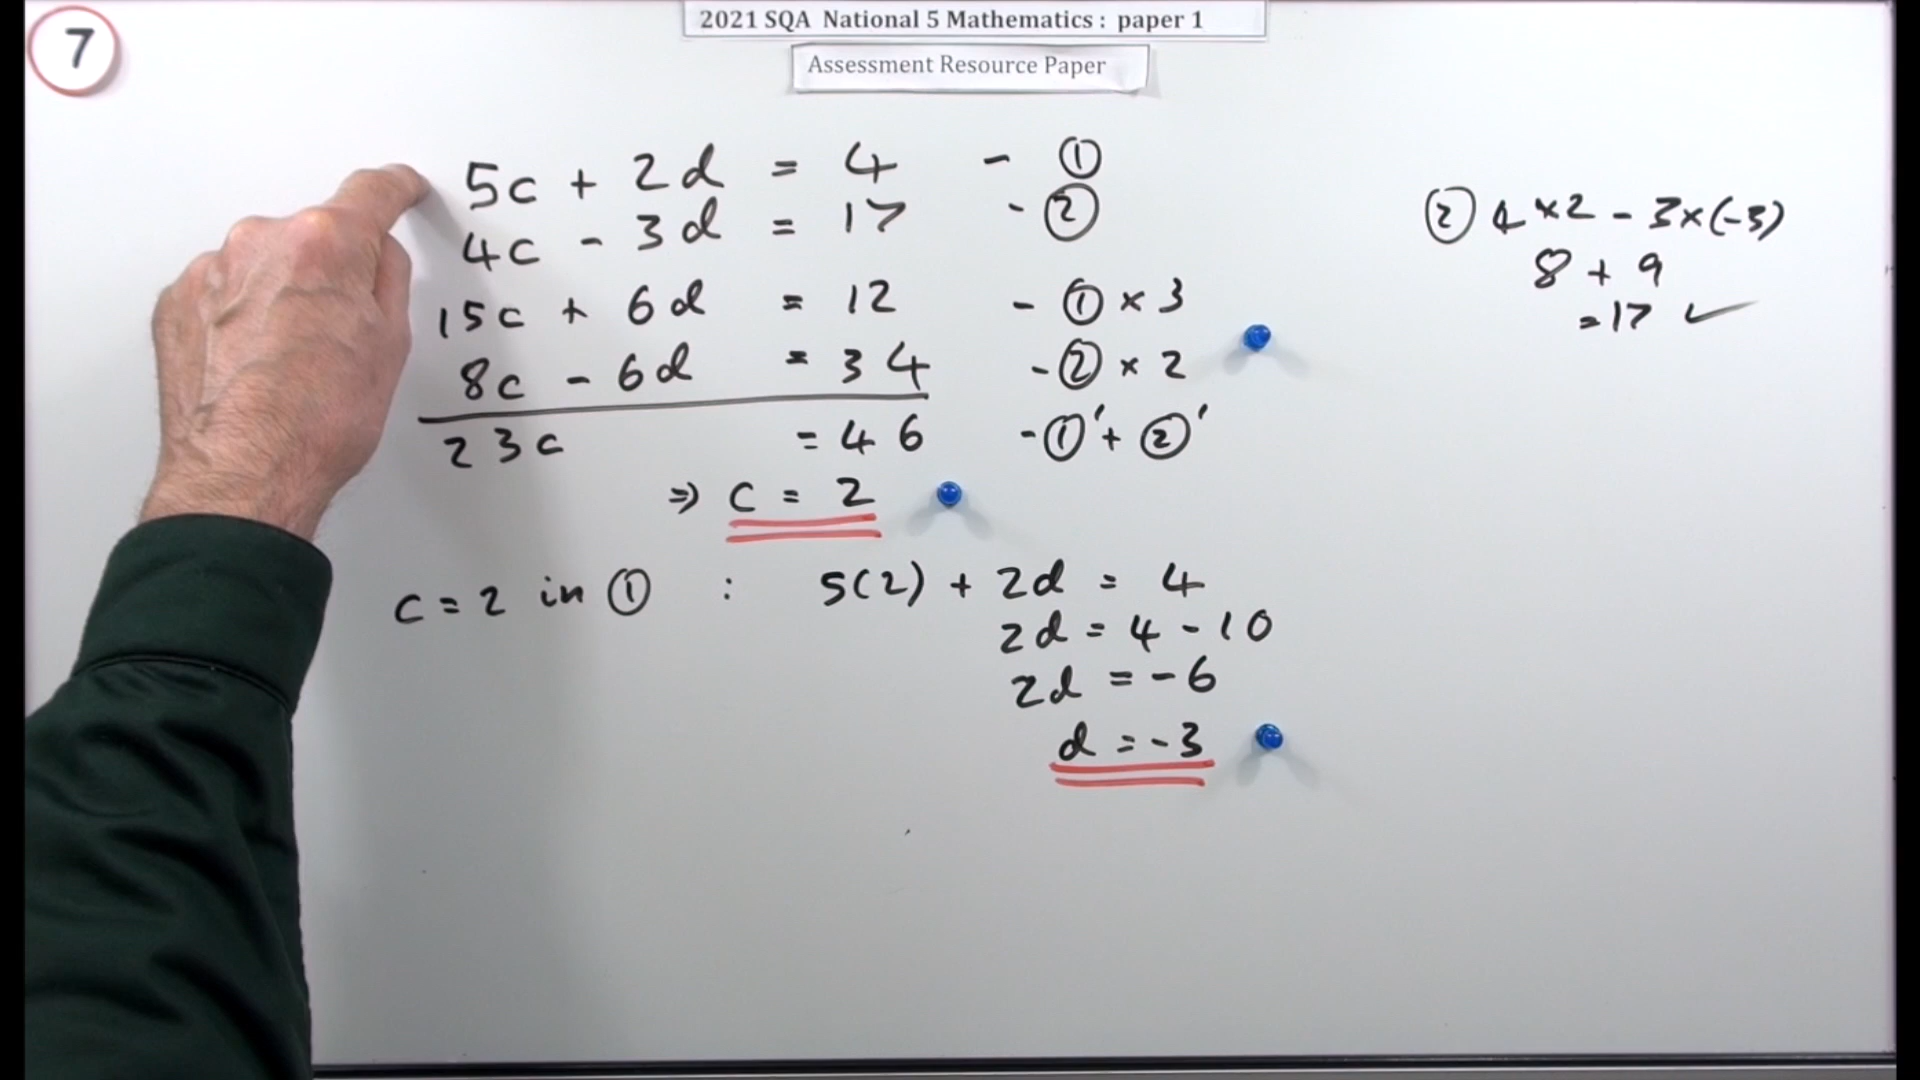 7
2021 SQA National 5 Mathematics : paper 1
Assessment Resource Paper
5c + 2d = 4 - ①
4c - 3d = 17 - ②
15c + 6d = 12 - ① × 3
8c - 6d = 34 - ② × 2
23c = 46 - ①' + ②'
⇒ c = 2
c = 2 in ① : 5(2) + 2d = 4
2d = 4 - 10
2d = -6
d = -3
② 4 × 2 - 3 × (-3)
8 + 9
= 17 ✓